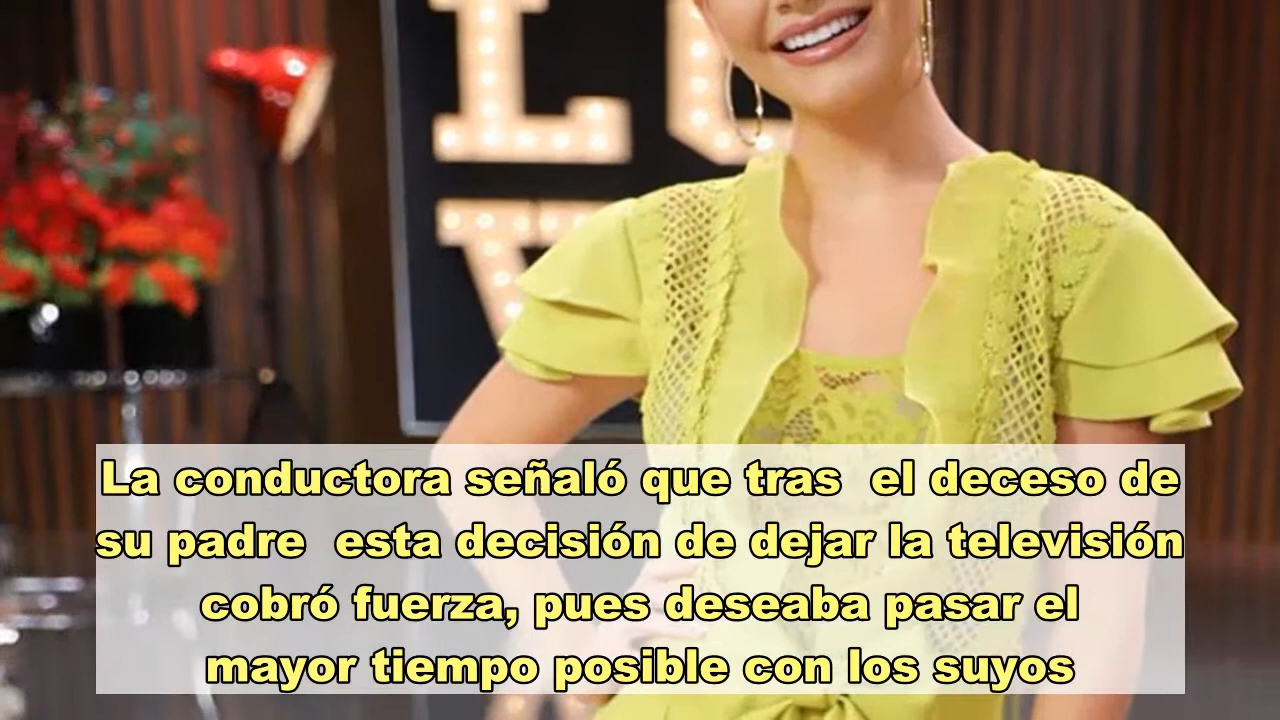 L
La conductora señaló que tras  el deceso de
su padre  esta decisión de dejar la televisión
cobró fuerza, pues deseaba pasar el
mayor tiempo posible con los suyos